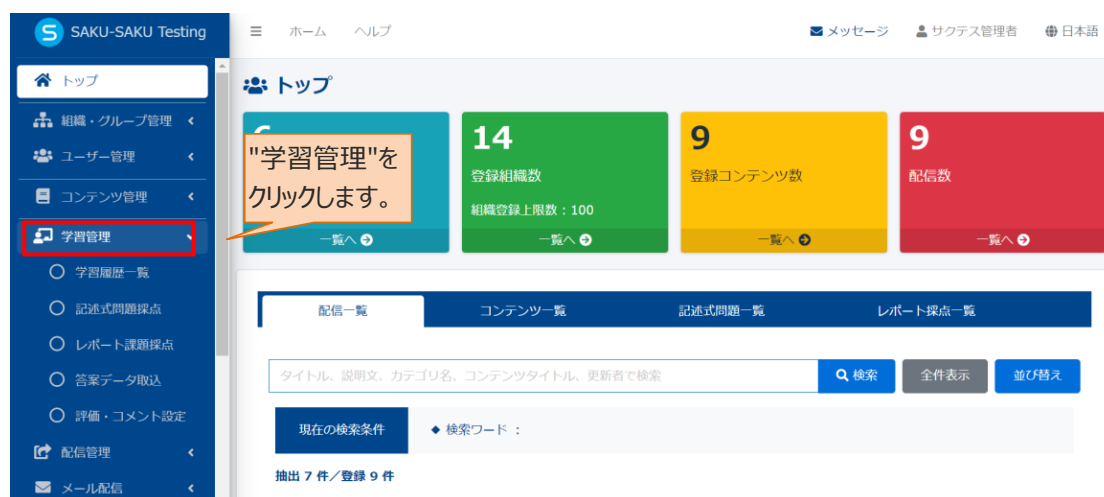 SAKU-SAKU Testing
ホーム ヘルプ
メッセージ サクテス管理者 日本語
トップ
組織・グループ管理
ユーザー管理
コンテンツ管理
学習管理
学習履歴一覧
記述式問題採点
レポート課題採点
答案データ取込
評価・コメント設定
配信管理
メール配信
トップ
"学習管理"を
クリックします。
一覧へ
14
登録組織数
組織登録上限数：100
一覧へ
9
登録コンテンツ数
一覧へ
9
配信数
一覧へ
配信一覧 コンテンツ一覧 記述式問題一覧 レポート採点一覧
タイトル、説明文、カテゴリ名、コンテンツタイトル、更新者で検索 検索 全件表示 並び替え
現在の検索条件 ◆ 検索ワード ：
抽出 7 件／登録 9 件